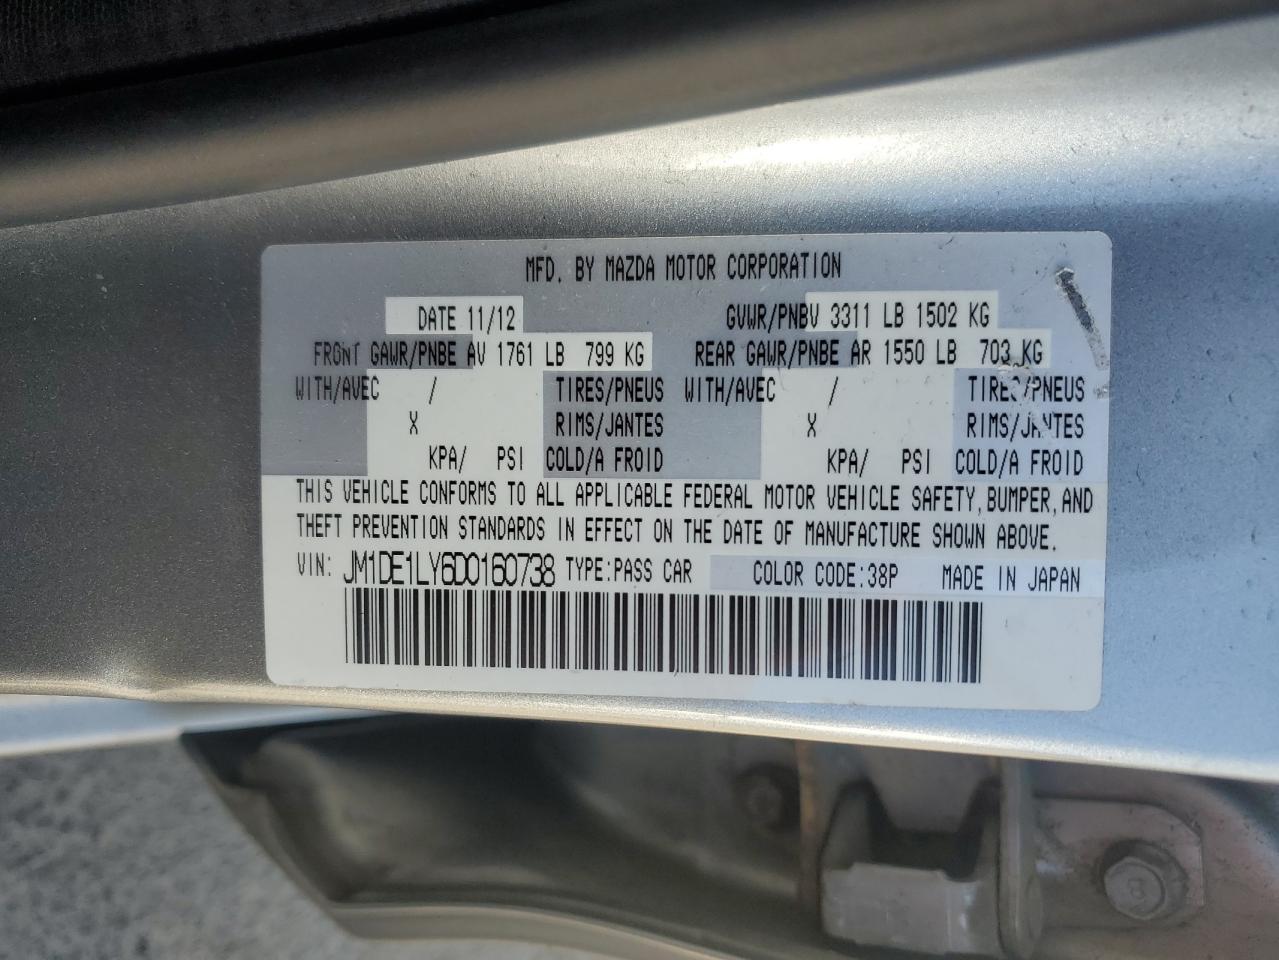 MFD. BY MAZDA MOTOR CORPORATION
DATE 11/12 GVWR/PNBV 3311 LB 1502 KG
FRONT GAWR/PNBE AV 1761 LB 799 KG REAR GAWR/PNBE AR 1550 LB 703 KG
WITH/AVEC / TIRES/PNEUS WITH/AVEC / TIRES/PNEUS
X RIMS/JANTES X RIMS/JANTES
KPA/ PSI COLD/A FROID KPA/ PSI COLD/A FROID
THIS VEHICLE CONFORMS TO ALL APPLICABLE FEDERAL MOTOR VEHICLE SAFETY, BUMPER, AND
THEFT PREVENTION STANDARDS IN EFFECT ON THE DATE OF MANUFACTURE SHOWN ABOVE.
VIN: JM1DE1LY6D0160738 TYPE:PASS CAR COLOR CODE:38P MADE IN JAPAN